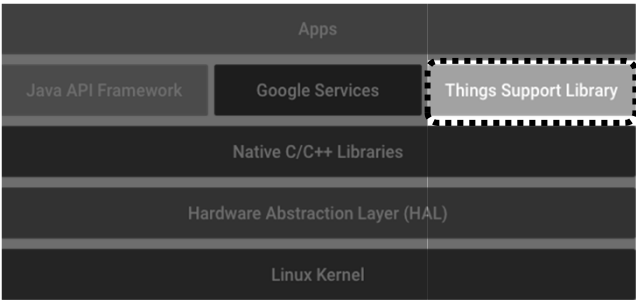 Apps
Java API Framework
Google Services
Things Support Library
Native C/C++ Libraries
Hardware Abstraction Layer (HAL)
Linux Kernel